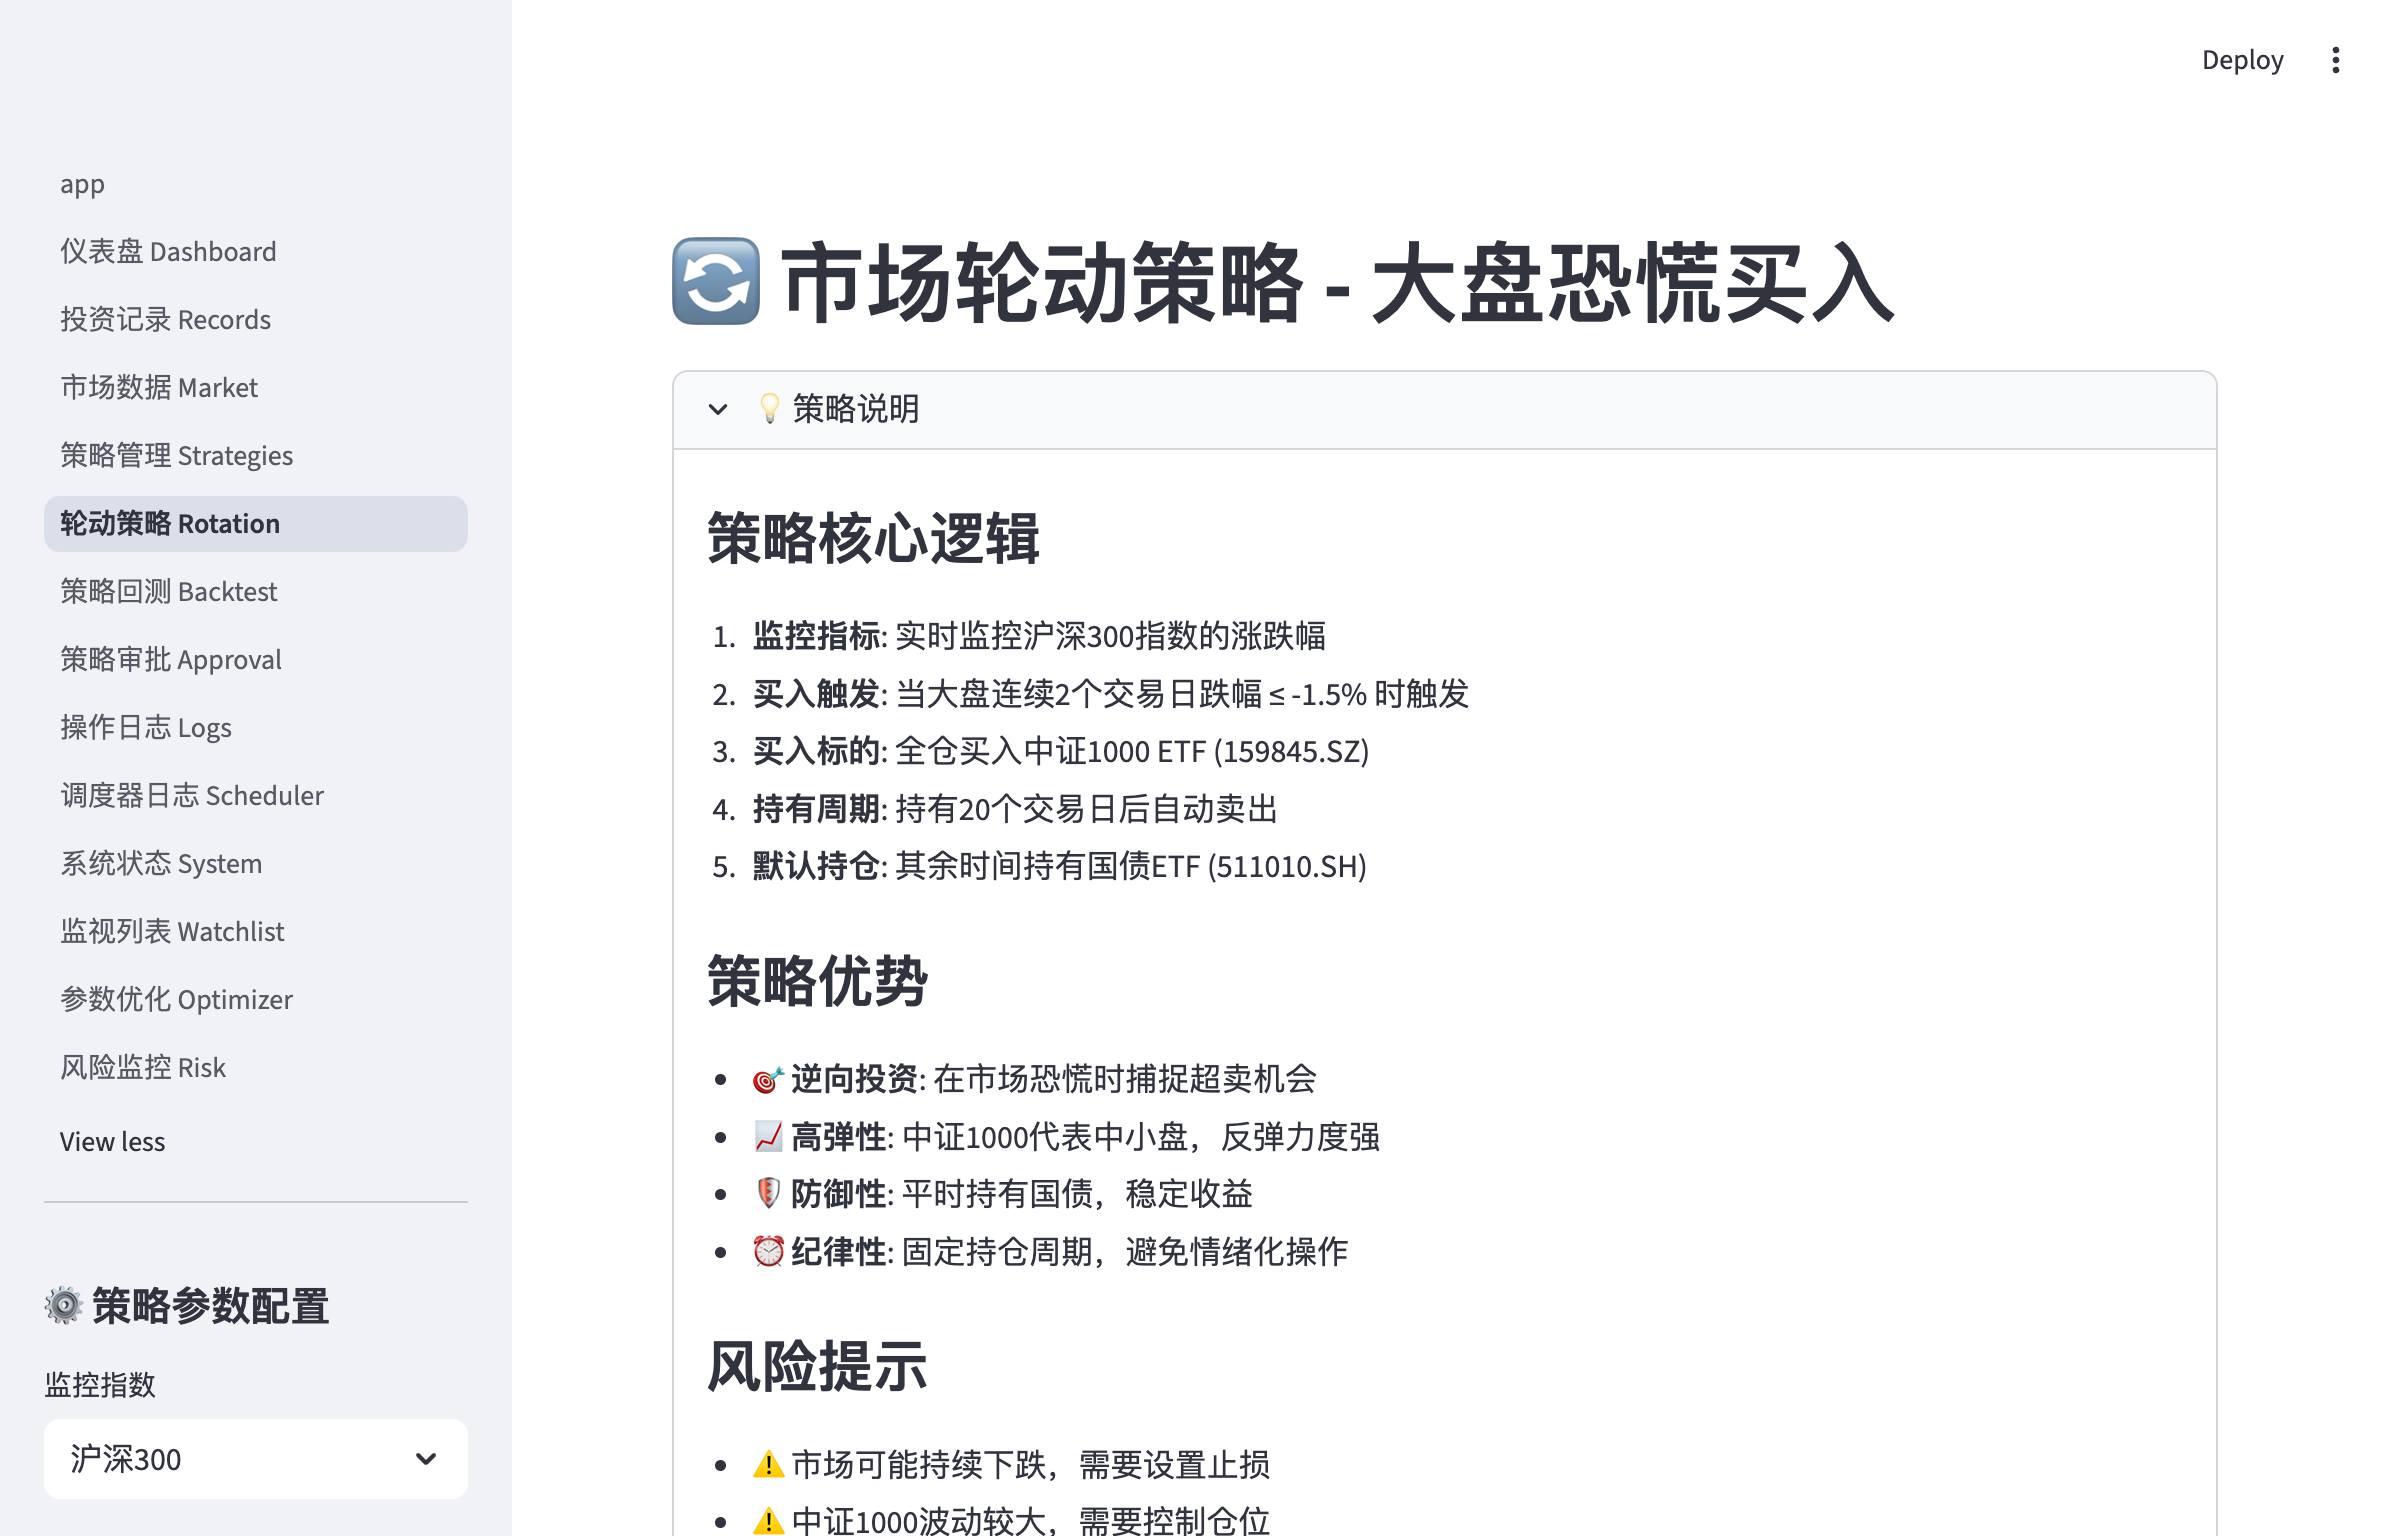 Deploy
app
仪表盘 Dashboard
投资记录 Records
市场数据 Market
策略管理 Strategies
轮动策略 Rotation
策略回测 Backtest
策略审批 Approval
操作日志 Logs
调度器日志 Scheduler
系统状态 System
监视列表 Watchlist
参数优化 Optimizer
风险监控 Risk
View less
策略参数配置
监控指数
沪深300
市场轮动策略 - 大盘恐慌买入
策略说明
策略核心逻辑
1. 监控指标: 实时监控沪深300指数的涨跌幅
2. 买入触发: 当大盘连续2个交易日跌幅 ≤ -1.5% 时触发
3. 买入标的: 全仓买入中证1000 ETF (159845.SZ)
4. 持有周期: 持有20个交易日后自动卖出
5. 默认持仓: 其余时间持有国债ETF (511010.SH)
策略优势
逆向投资: 在市场恐慌时捕捉超卖机会
高弹性: 中证1000代表中小盘，反弹力度强
防御性: 平时持有国债，稳定收益
纪律性: 固定持仓周期，避免情绪化操作
风险提示
市场可能持续下跌，需要设置止损
中证1000波动较大，需要控制仓位